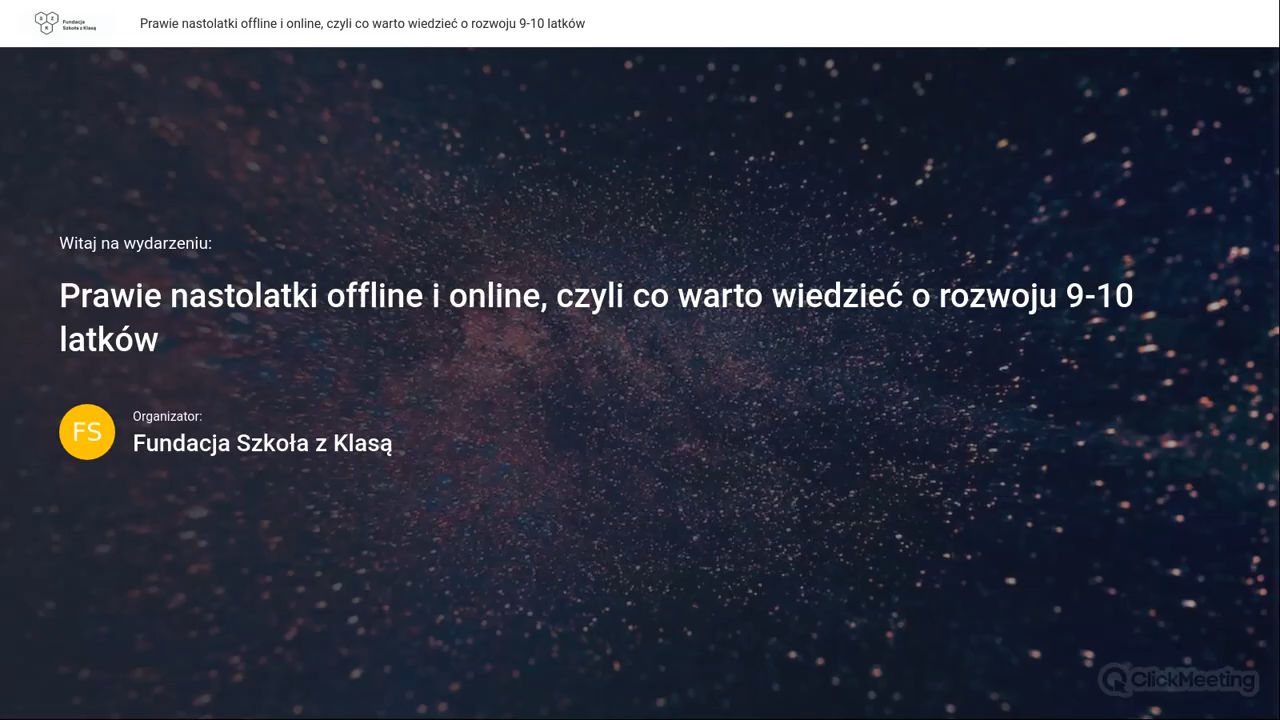 S Z
K
Fundacja
Szkoła z Klasą
Prawie nastolatki offline i online, czyli co warto wiedzieć o rozwoju 9-10 latków
Witaj na wydarzeniu:
Prawie nastolatki offline i online, czyli co warto wiedzieć o rozwoju 9-10
latków
FS
Organizator:
Fundacja Szkoła z Klasą
ClickMeeting